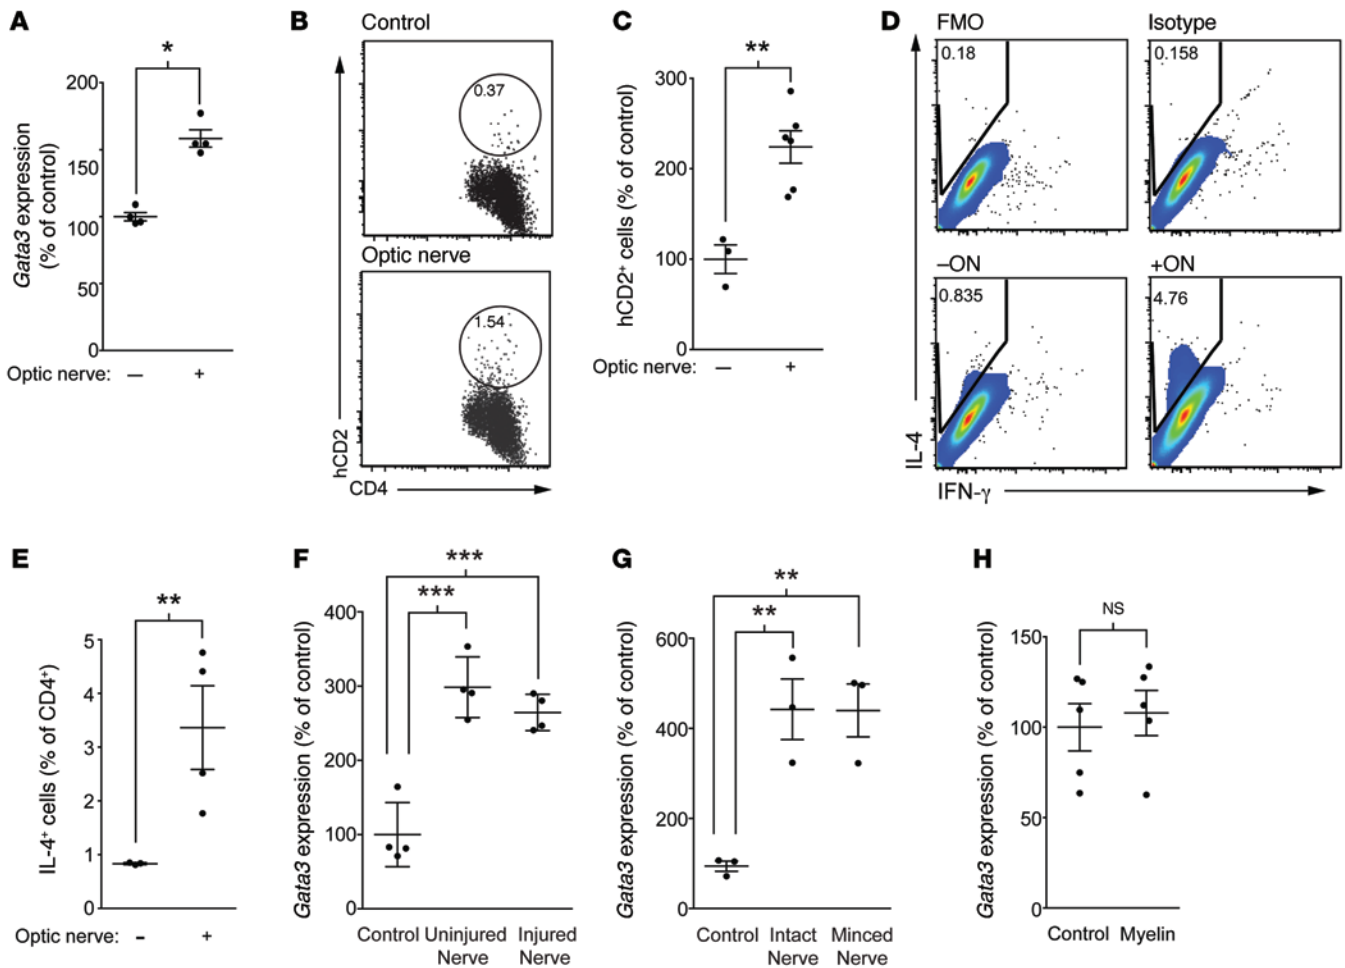 A
*
Gata3 expression
(% of control)
200
150
100
50
0
Optic nerve: — +
B
Control
0.37
Optic nerve
1.54
hCD2
CD4
C
**
hCD2⁺ cells (% of control)
300
200
100
0
Optic nerve: — +
D
FMO
0.18
Isotype
0.158
–ON
0.835
+ON
4.76
IL-4
IFN-γ
E
**
IL-4⁺ cells (% of CD4⁺)
5
4
3
2
1
0
Optic nerve: - +
F
***
***
Gata3 expression (% of control)
400
300
200
100
0
Control Uninjured Injured
Nerve Nerve
G
**
**
Gata3 expression (% of control)
600
400
200
0
Control Intact Minced
Nerve Nerve
H
NS
Gata3 expression (% of control)
150
100
50
0
Control Myelin